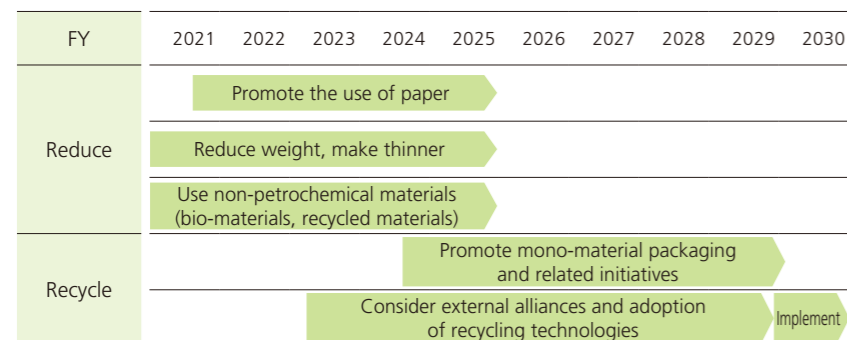 FY 2021 2022 2023 2024 2025 2026 2027 2028 2029 2030
Reduce
Promote the use of paper
Reduce weight, make thinner
Use non-petrochemical materials
(bio-materials, recycled materials)
Recycle
Promote mono-material packaging
and related initiatives
Consider external alliances and adoption
of recycling technologies
Implement